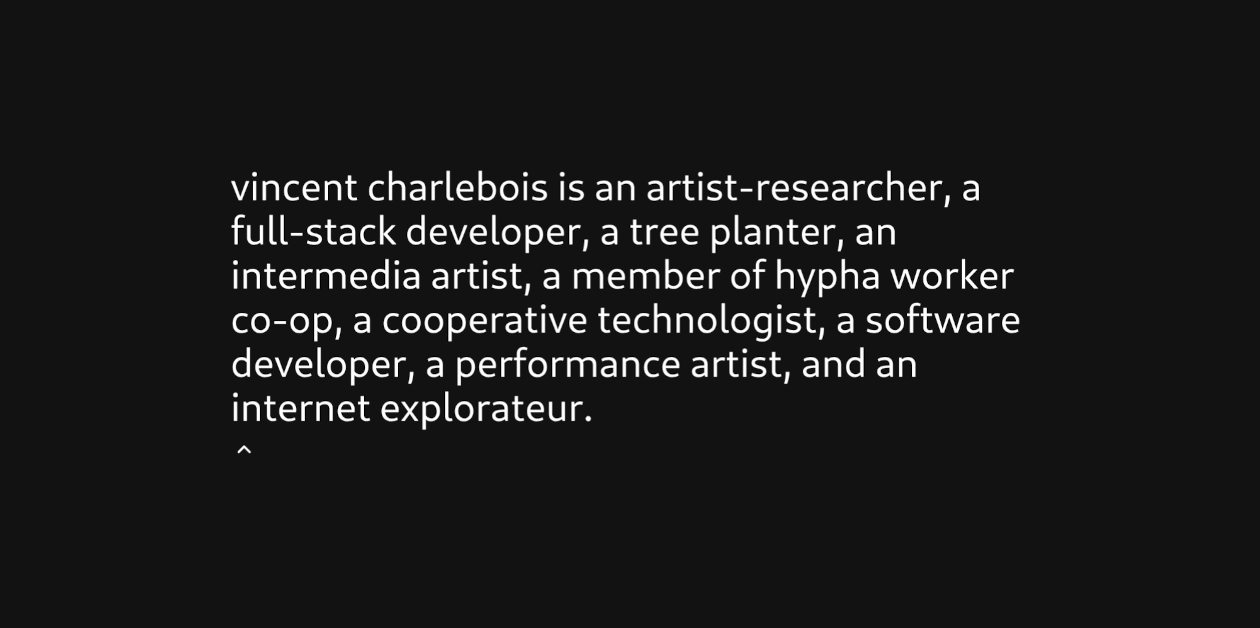 vincent charlebois is an artist-researcher, a
full-stack developer, a tree planter, an
intermedia artist, a member of hypha worker
co-op, a cooperative technologist, a software
developer, a performance artist, and an
internet explorateur.
^